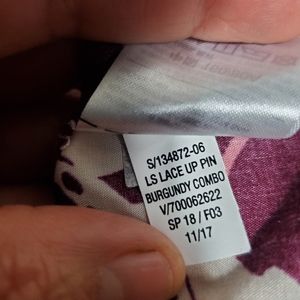 S/134872-06
LS LACE UP PIN
BURGUNDY COMBO
V/700062622
SP 18 / F03
11/17